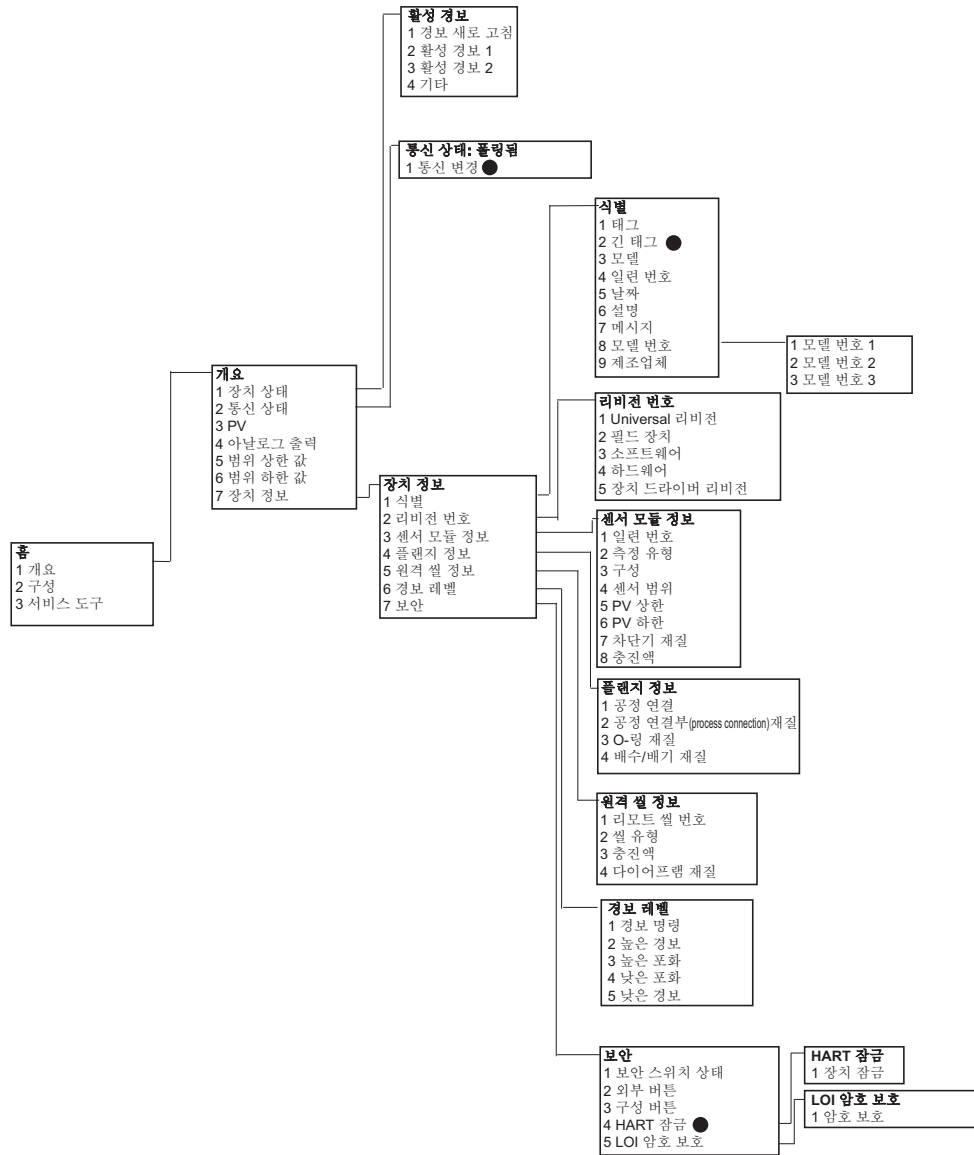 활성 경보
1 경보 새로 고침
2 활성 경보 1
3 활성 경보 2
4 기타
통신 상태: 폴링됨
1 통신 변경
식별
1 태그
2 긴 태그
3 모델
4 일련 번호
5 날짜
6 설명
7 메시지
8 모델 번호
9 제조업체
1 모델 번호 1
2 모델 번호 2
3 모델 번호 3
개요
1 장치 상태
2 통신 상태
3 PV
4 아날로그 출력
5 범위 상한 값
6 범위 하한 값
7 장치 정보
리비전 번호
1 Universal 리비전
2 필드 장치
3 소프트웨어
4 하드웨어
5 장치 드라이버 리비전
장치 정보
1 식별
2 리비전 번호
3 센서 모듈 정보
4 플랜지 정보
5 원격 씰 정보
6 경보 레벨
7 보안
센서 모듈 정보
1 일련 번호
2 측정 유형
3 구성
4 센서 범위
5 PV 상한
6 PV 하한
7 차단기 재질
8 충진액
홈
1 개요
2 구성
3 서비스 도구
플랜지 정보
1 공정 연결
2 공정 연결부(process connection)재질
3 O-링 재질
4 배수/배기 재질
원격 씰 정보
1 리모트 씰 번호
2 씰 유형
3 충진액
4 다이어프램 재질
경보 레벨
1 경보 명령
2 높은 경보
3 높은 포화
4 낮은 포화
5 낮은 경보
보안
1 보안 스위치 상태
2 외부 버튼
3 구성 버튼
4 HART 잠금
5 LOI 암호 보호
HART 잠금
1 장치 잠금
LOI 암호 보호
1 암호 보호